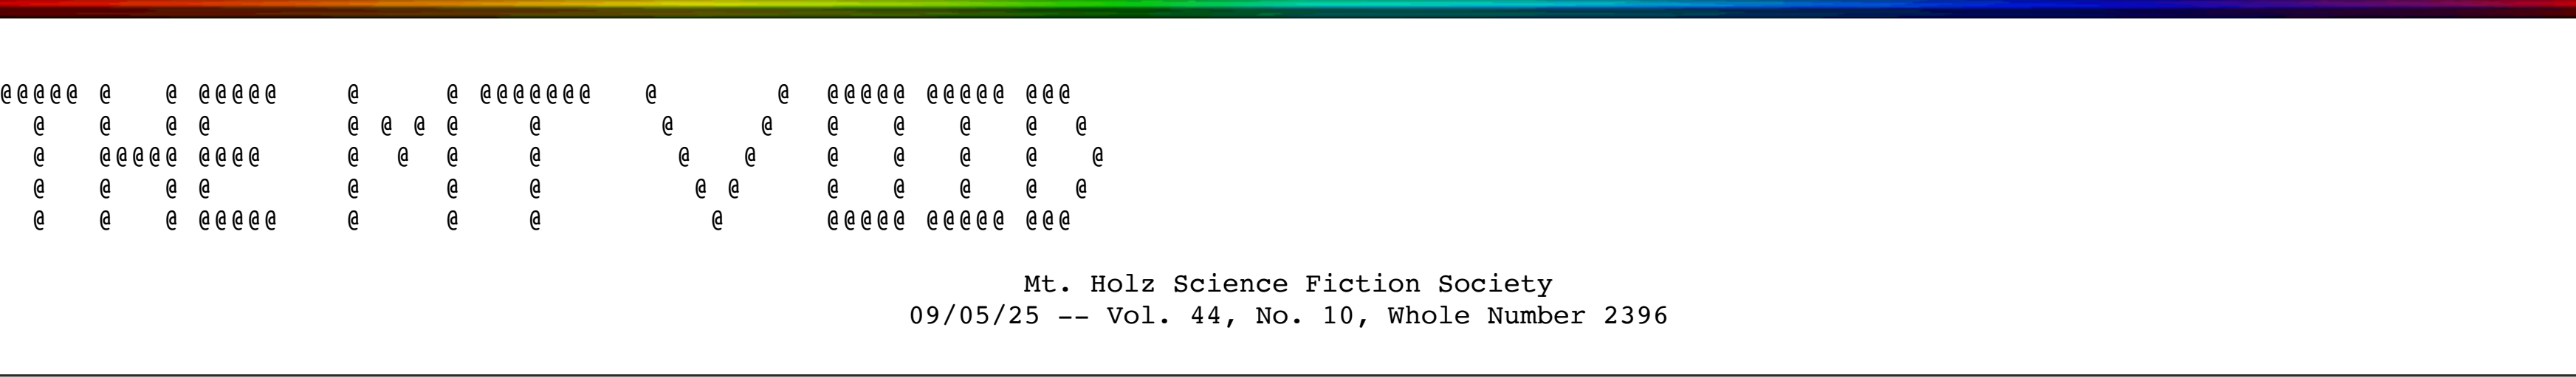 THE MT VOID
Mt. Holz Science Fiction Society
09/05/25 -- Vol. 44, No. 10, Whole Number 2396